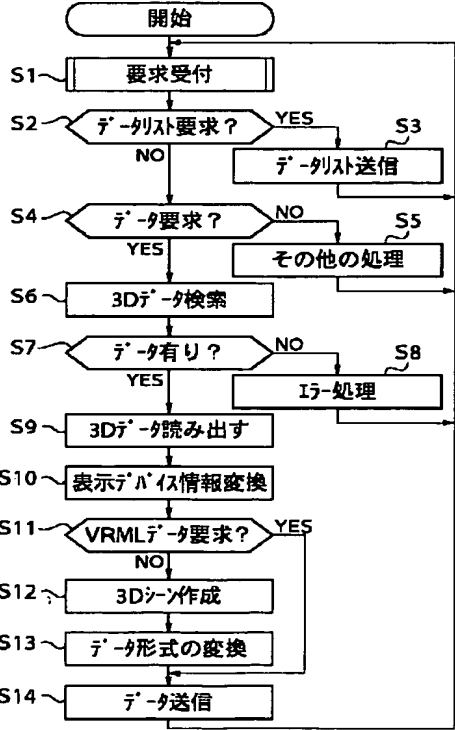 開始
S1 要求受付
S2 データリスト要求? YES S3
NO データリスト送信
S4 データ要求? NO S5
YES その他の処理
S6 3Dデータ検索
S7 データ有り? NO S8
YES エラー処理
S9 3Dデータ読み出す
S10 表示デバイス情報変換
S11 VRMLデータ要求? YES
NO
S12 3Dシーン作成
S13 データ形式の変換
S14 データ送信